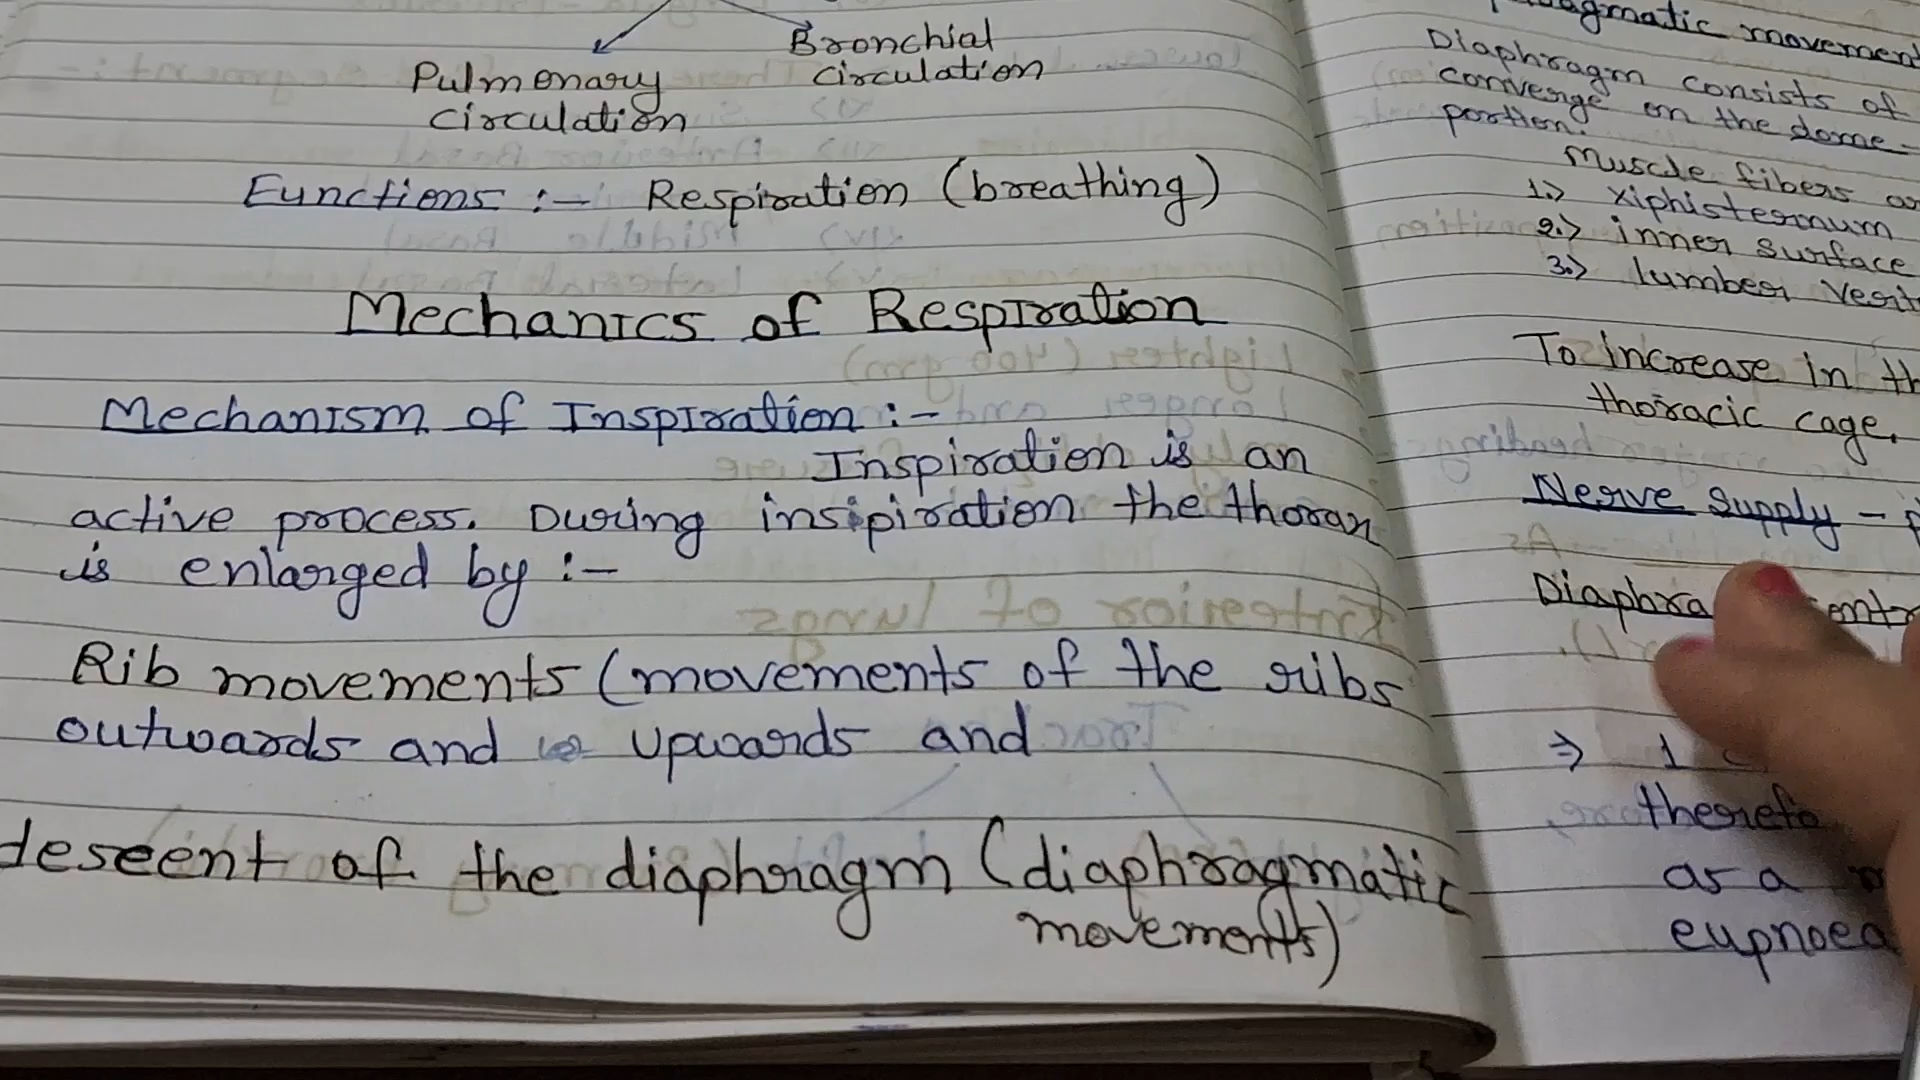 Bronchial
circulation
Pulmonary
circulation
Functions :- Respiration (breathing)
Mechanics of Respiration
Mechanism of Inspiration :-
Inspiration is an
active process. During insipiration the thorax
is enlarged by :-
Rib movements (movements of the ribs
outwards and upwards and
deseent of the diaphragm (diaphragmatic
movements)
movement
Diaphragm consists of
converge on the dome-
portion.
Muscle fibers
1.> Xiphisternum
2.> inner surface
3.> lumber
To increase in
thoracic cage.
Nerve Supply -
=> 1
as a
eupnoea